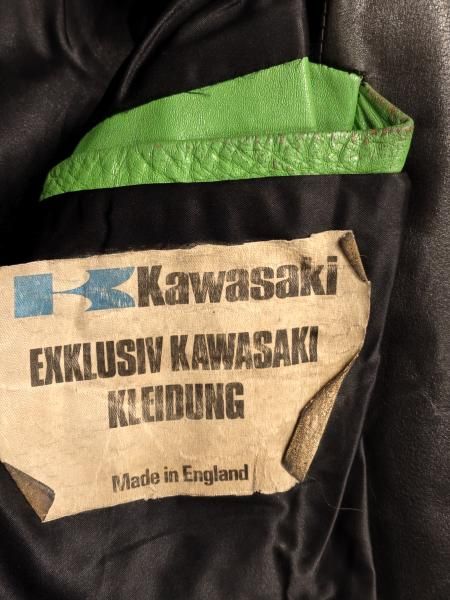 Kawasaki
EXKLUSIV KAWASAKI
KLEIDUNG
Made in England